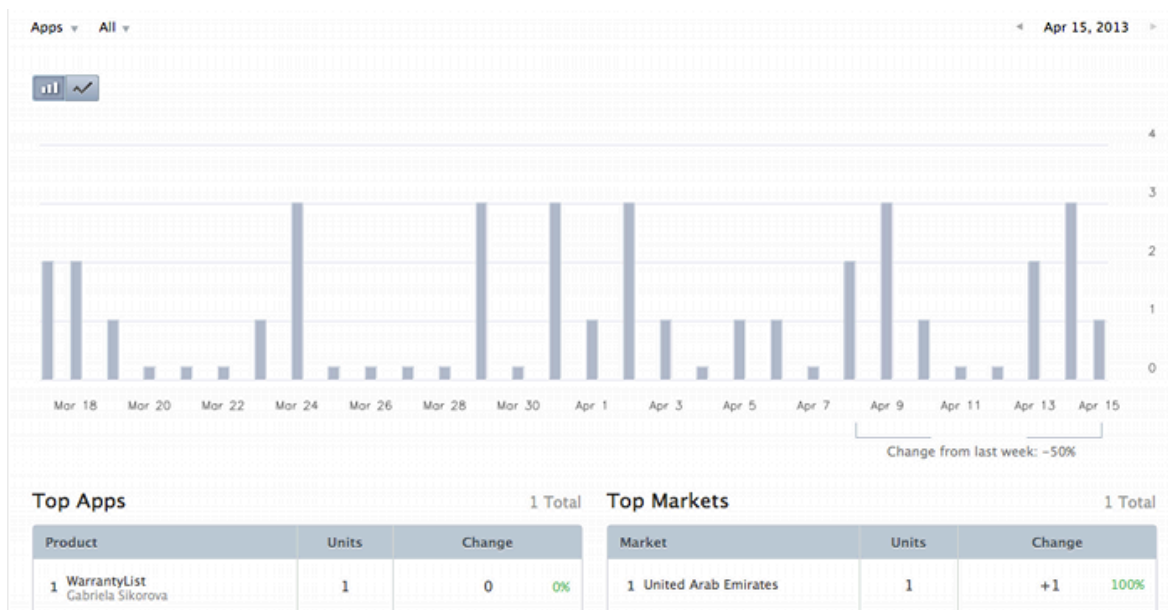 Apps All Apr 15, 2013
4
3
2
1
0
Mar 18 Mar 20 Mar 22 Mar 24 Mar 26 Mar 28 Mar 30 Apr 1 Apr 3 Apr 5 Apr 7 Apr 9 Apr 11 Apr 13 Apr 15
Change from last week: -50%
Top Apps 1 Total
Product Units Change
1 WarrantyList 1 0 0%
Gabriela Sikorova
Top Markets 1 Total
Market Units Change
1 United Arab Emirates 1 +1 100%